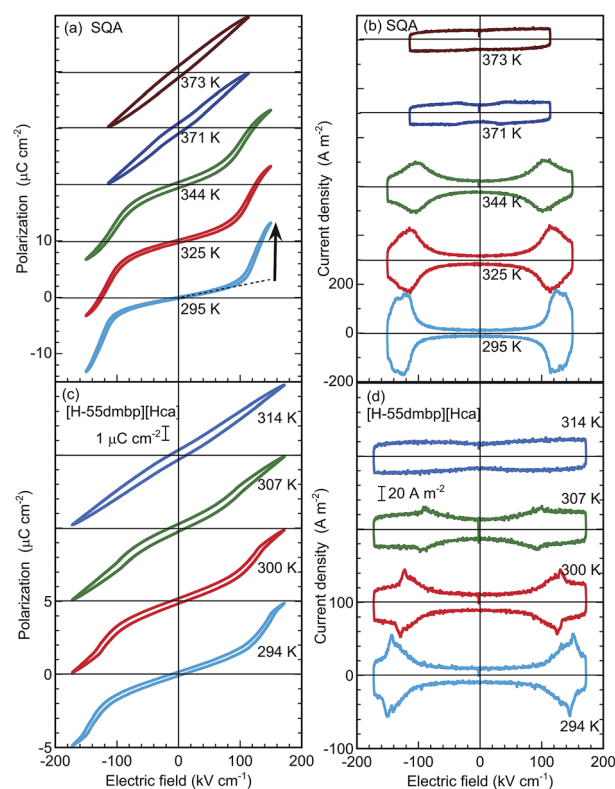 (a) SQA
373 K
371 K
344 K
325 K
295 K
10
0
-10
Polarization (μC cm⁻²)
(b) SQA
373 K
371 K
344 K
325 K
295 K
200
0
-200
Current density (A m⁻²)
(c)
[H-55dmbp][Hca]
1 μC cm⁻²
314 K
307 K
300 K
294 K
5
0
-5
Polarization (μC cm⁻²)
-200 -100 0 100 200
Electric field (kV cm⁻¹)
(d)
[H-55dmbp][Hca]
314 K
20 A m⁻²
307 K
300 K
294 K
100
0
-100
Current density (A m⁻²)
-200 -100 0 100 200
Electric field (kV cm⁻¹)